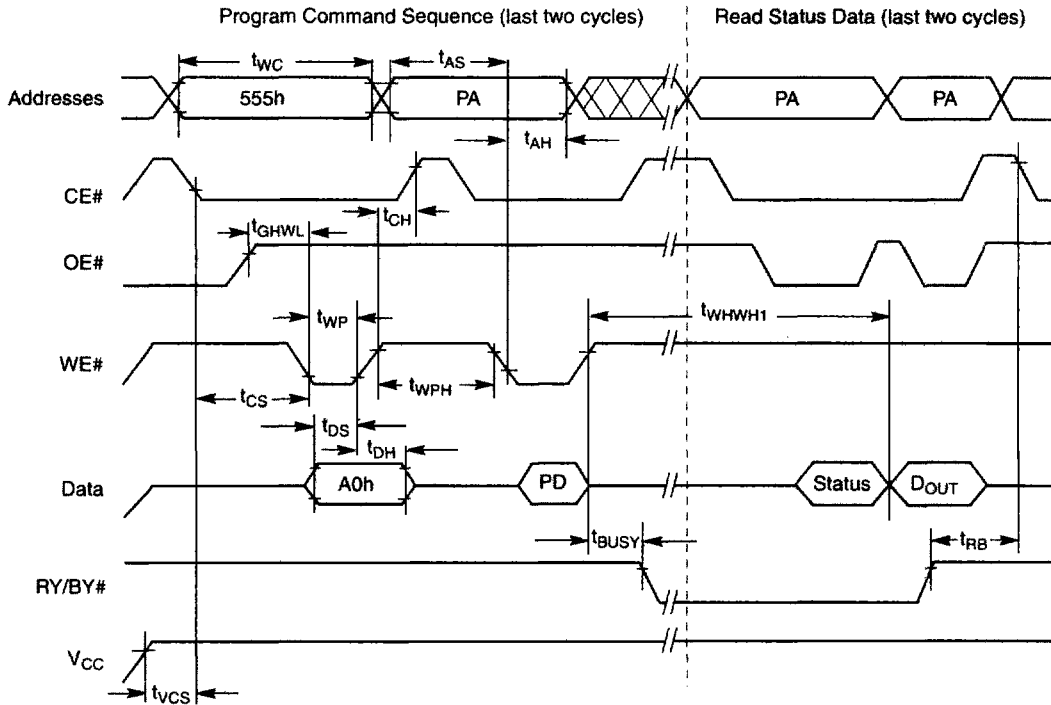 Program Command Sequence (last two cycles)
Read Status Data (last two cycles)
tWC
tAS
Addresses
555h
PA
PA
PA
tAH
CE#
tCH
tGHWL
OE#
tWP
tWHWH1
WE#
tWPH
tCS
tDS
tDH
Data
A0h
PD
Status
DOUT
tBUSY
tRB
RY/BY#
VCC
tVCS